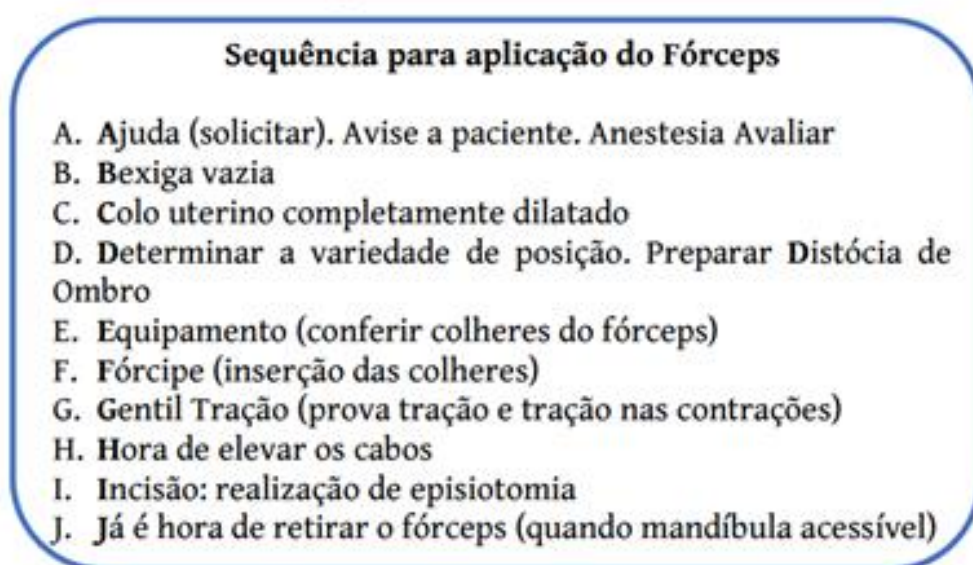 Sequência para aplicação do Fórceps
A. Ajuda (solicitar). Avise a paciente. Anestesia Avaliar
B. Bexiga vazia
C. Colo uterino completamente dilatado
D. Determinar a variedade de posição. Preparar Distócia de
Ombro
E. Equipamento (conferir colheres do fórceps)
F. Fórcipe (inserção das colheres)
G. Gentil Tração (prova tração e tração nas contrações)
H. Hora de elevar os cabos
I. Incisão: realização de episiotomia
J. Já é hora de retirar o fórceps (quando mandíbula acessível)